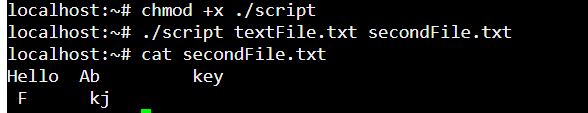 localhost:~# chmod +x ./script
localhost:~# ./script textFile.txt secondFile.txt
localhost:~# cat secondFile.txt
Hello  Ab         key
 F      kj